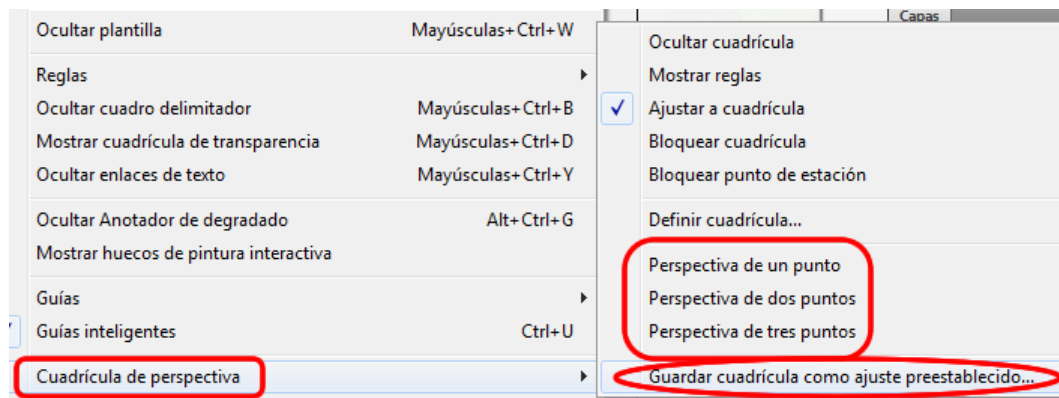 Ocultar plantilla Mayúsculas+Ctrl+W
Reglas
Ocultar cuadro delimitador Mayúsculas+Ctrl+B
Mostrar cuadrícula de transparencia Mayúsculas+Ctrl+D
Ocultar enlaces de texto Mayúsculas+Ctrl+Y
Ocultar Anotador de degradado Alt+Ctrl+G
Mostrar huecos de pintura interactiva
Guías
Guías inteligentes Ctrl+U
Cuadrícula de perspectiva
Capas
Ocultar cuadrícula
Mostrar reglas
Ajustar a cuadrícula
Bloquear cuadrícula
Bloquear punto de estación
Definir cuadrícula...
Perspectiva de un punto
Perspectiva de dos puntos
Perspectiva de tres puntos
Guardar cuadrícula como ajuste preestablecido...